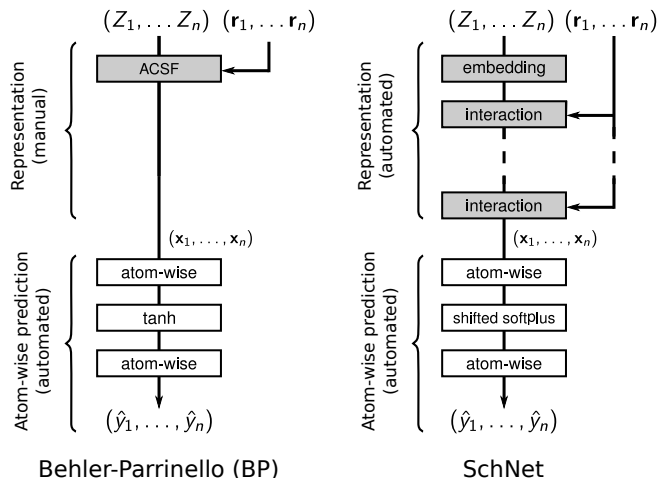 (Z₁, … Zₙ) (r₁, … rₙ)
ACSF
Representation
(manual)
(x₁, …, xₙ)
atom-wise
tanh
atom-wise
Atom-wise prediction
(automated)
(ŷ₁, …, ŷₙ)
Behler-Parrinello (BP)
(Z₁, … Zₙ) (r₁, … rₙ)
embedding
interaction
interaction
Representation
(automated)
(x₁, …, xₙ)
atom-wise
shifted softplus
atom-wise
Atom-wise prediction
(automated)
(ŷ₁, …, ŷₙ)
SchNet